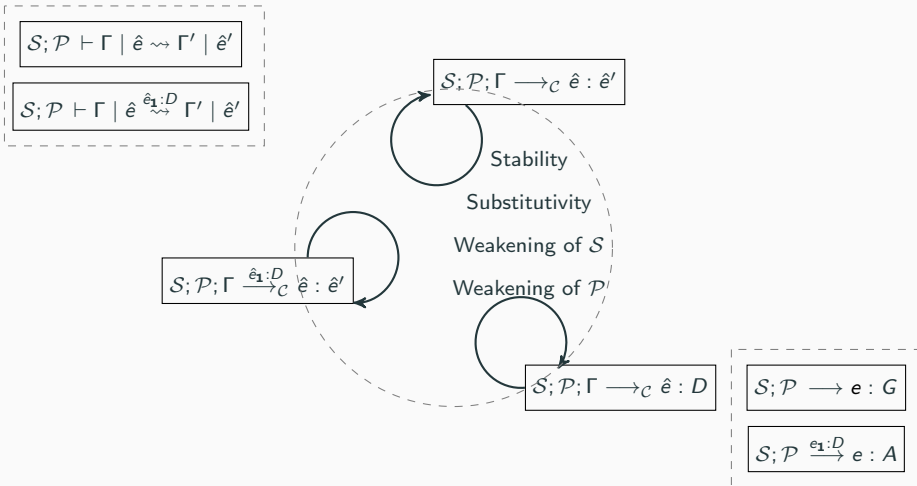 𝒮; 𝒫 ⊢ Γ | ê ⇝ Γ′ | ê′
𝒮; 𝒫 ⊢ Γ | ê ⇝^{ê₁:D} Γ′ | ê′
𝒮; 𝒫; Γ ⟶_𝒞 ê : ê′
Stability
Substitutivity
Weakening of 𝒮
𝒮; 𝒫; Γ ⟶^{ê₁:D}_𝒞 ê : ê′
Weakening of 𝒫
𝒮; 𝒫; Γ ⟶_𝒞 ê : D
𝒮; 𝒫 ⟶ e : G
𝒮; 𝒫 ⟶^{e₁:D} e : A